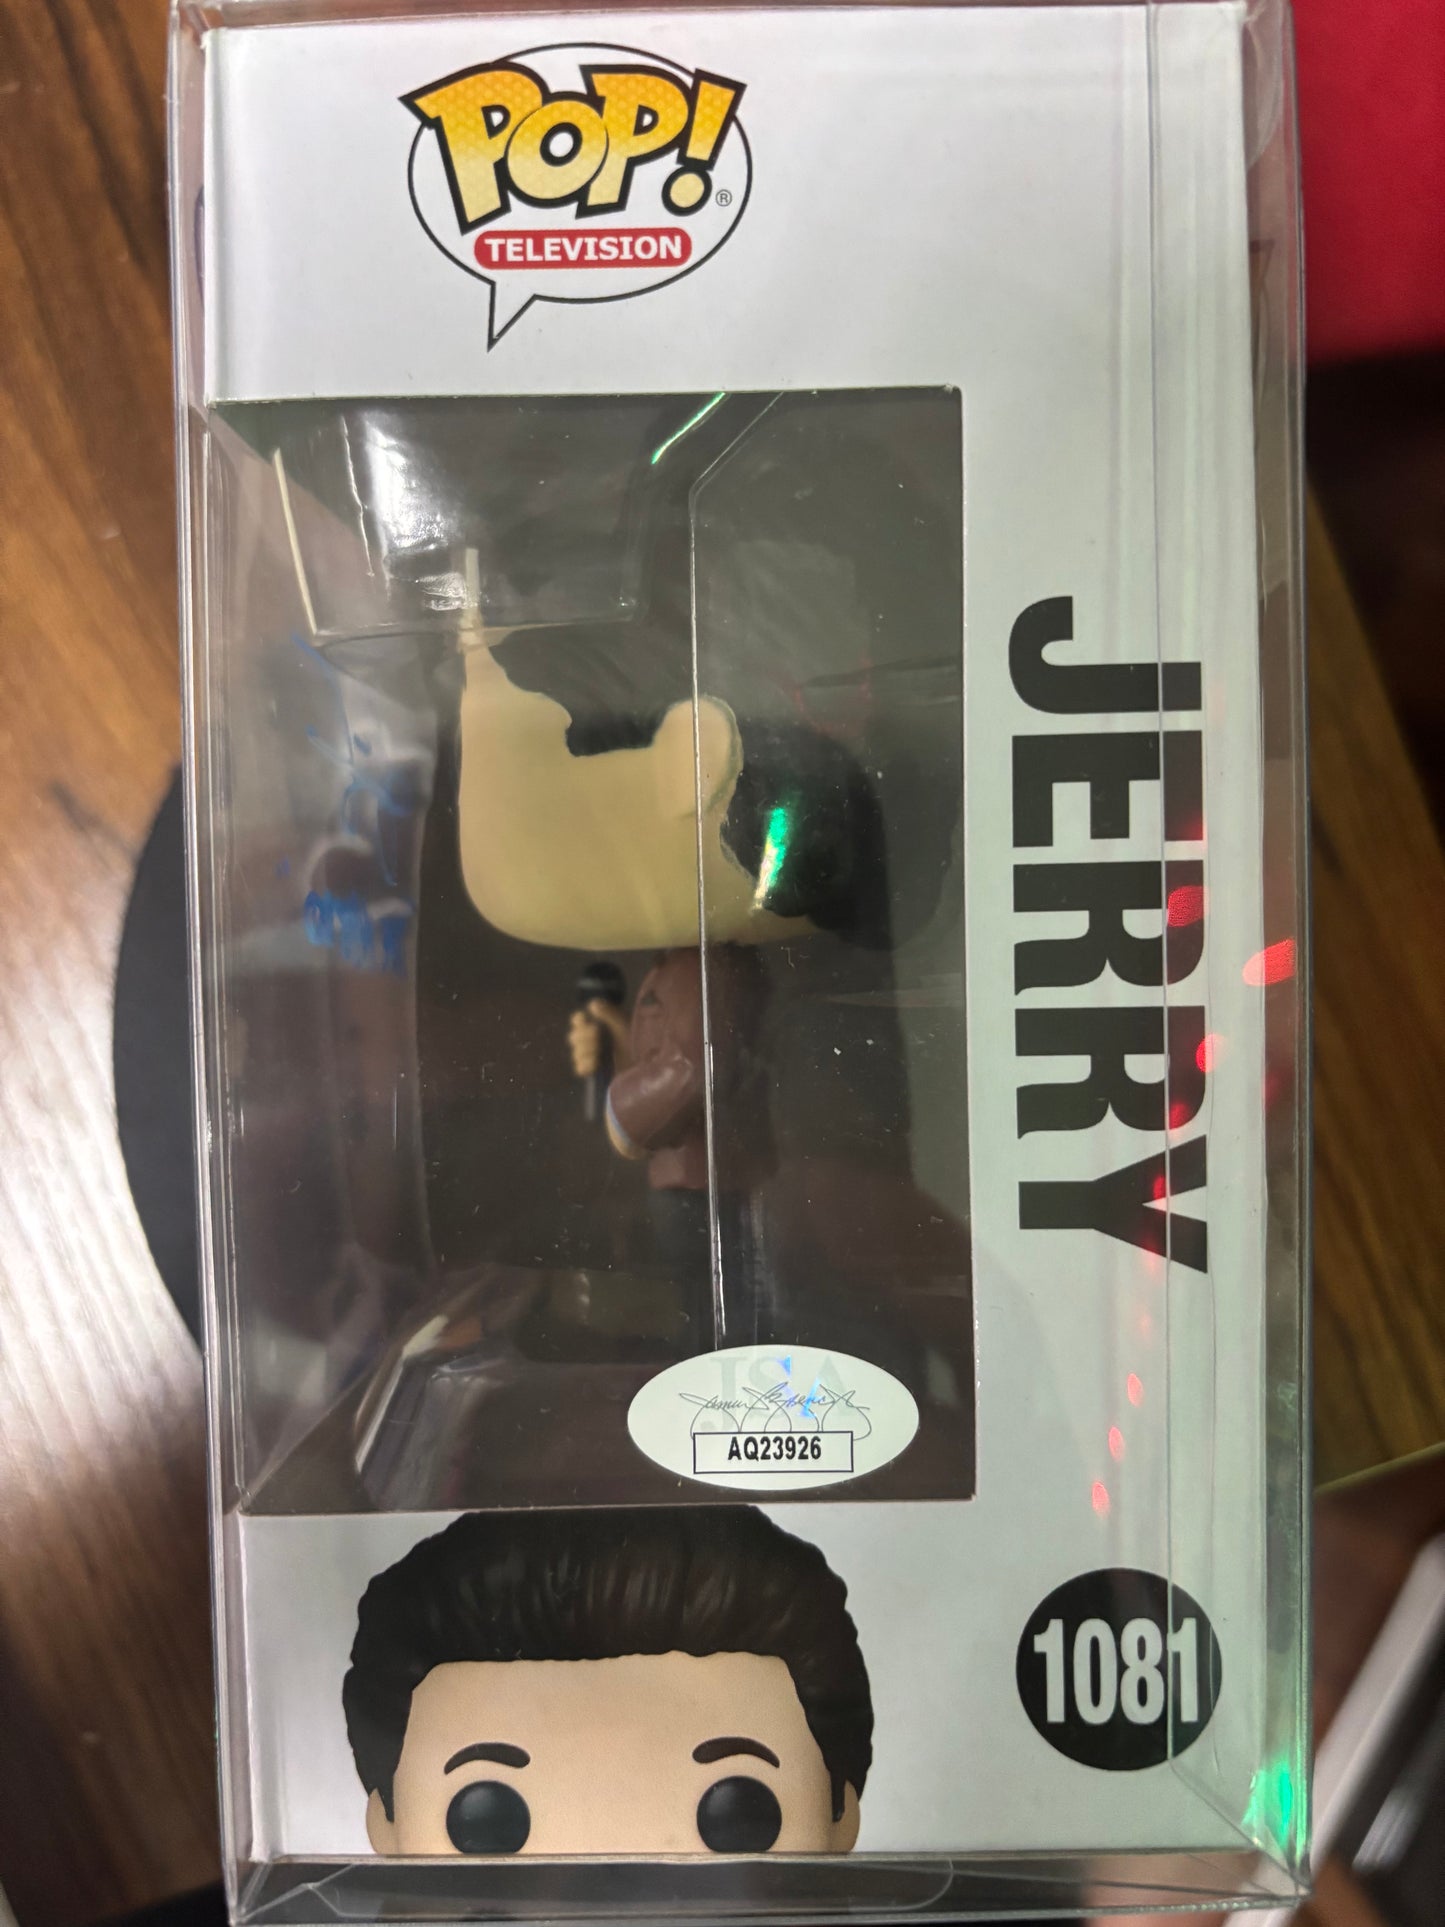 POP!®
TELEVISION
JERRY
JSA
AQ23926
1081